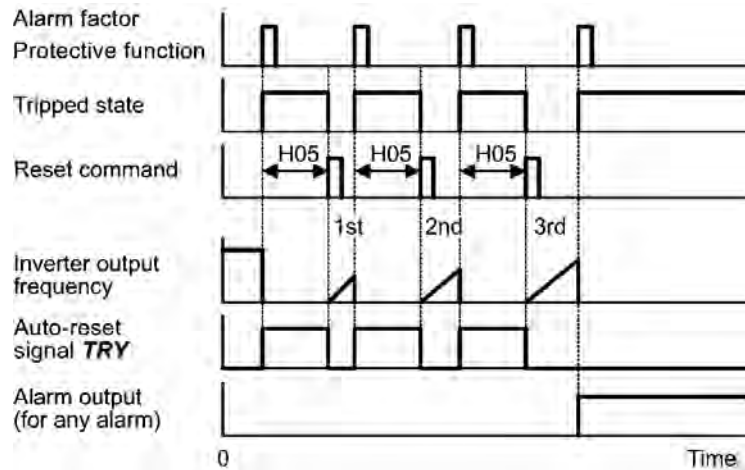 Alarm factor
Protective function
Tripped state
H05 H05 H05
Reset command
1st 2nd 3rd
Inverter output
frequency
Auto-reset
signal TRY
Alarm output
(for any alarm)
0 Time